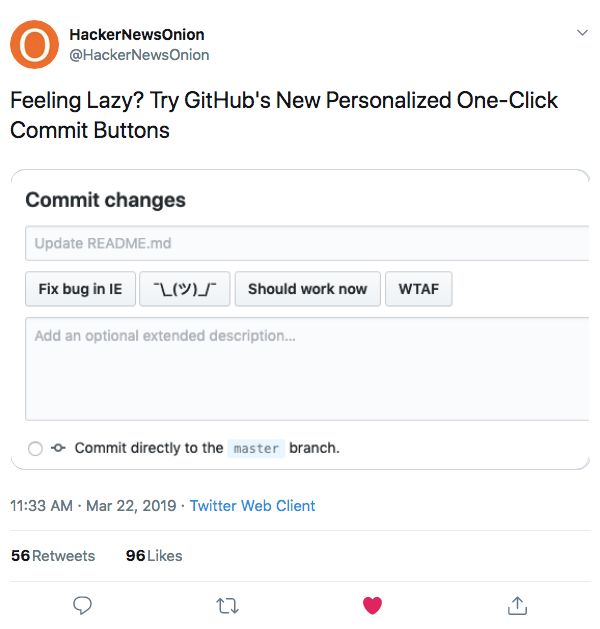 HackerNewsOnion
@HackerNewsOnion
Feeling Lazy? Try GitHub's New Personalized One-Click
Commit Buttons
Commit changes
Update README.md
Fix bug in IE ¯\_(ツ)_/¯ Should work now WTAF
Add an optional extended description...
Commit directly to the master branch.
11:33 AM · Mar 22, 2019 · Twitter Web Client
56 Retweets 96 Likes